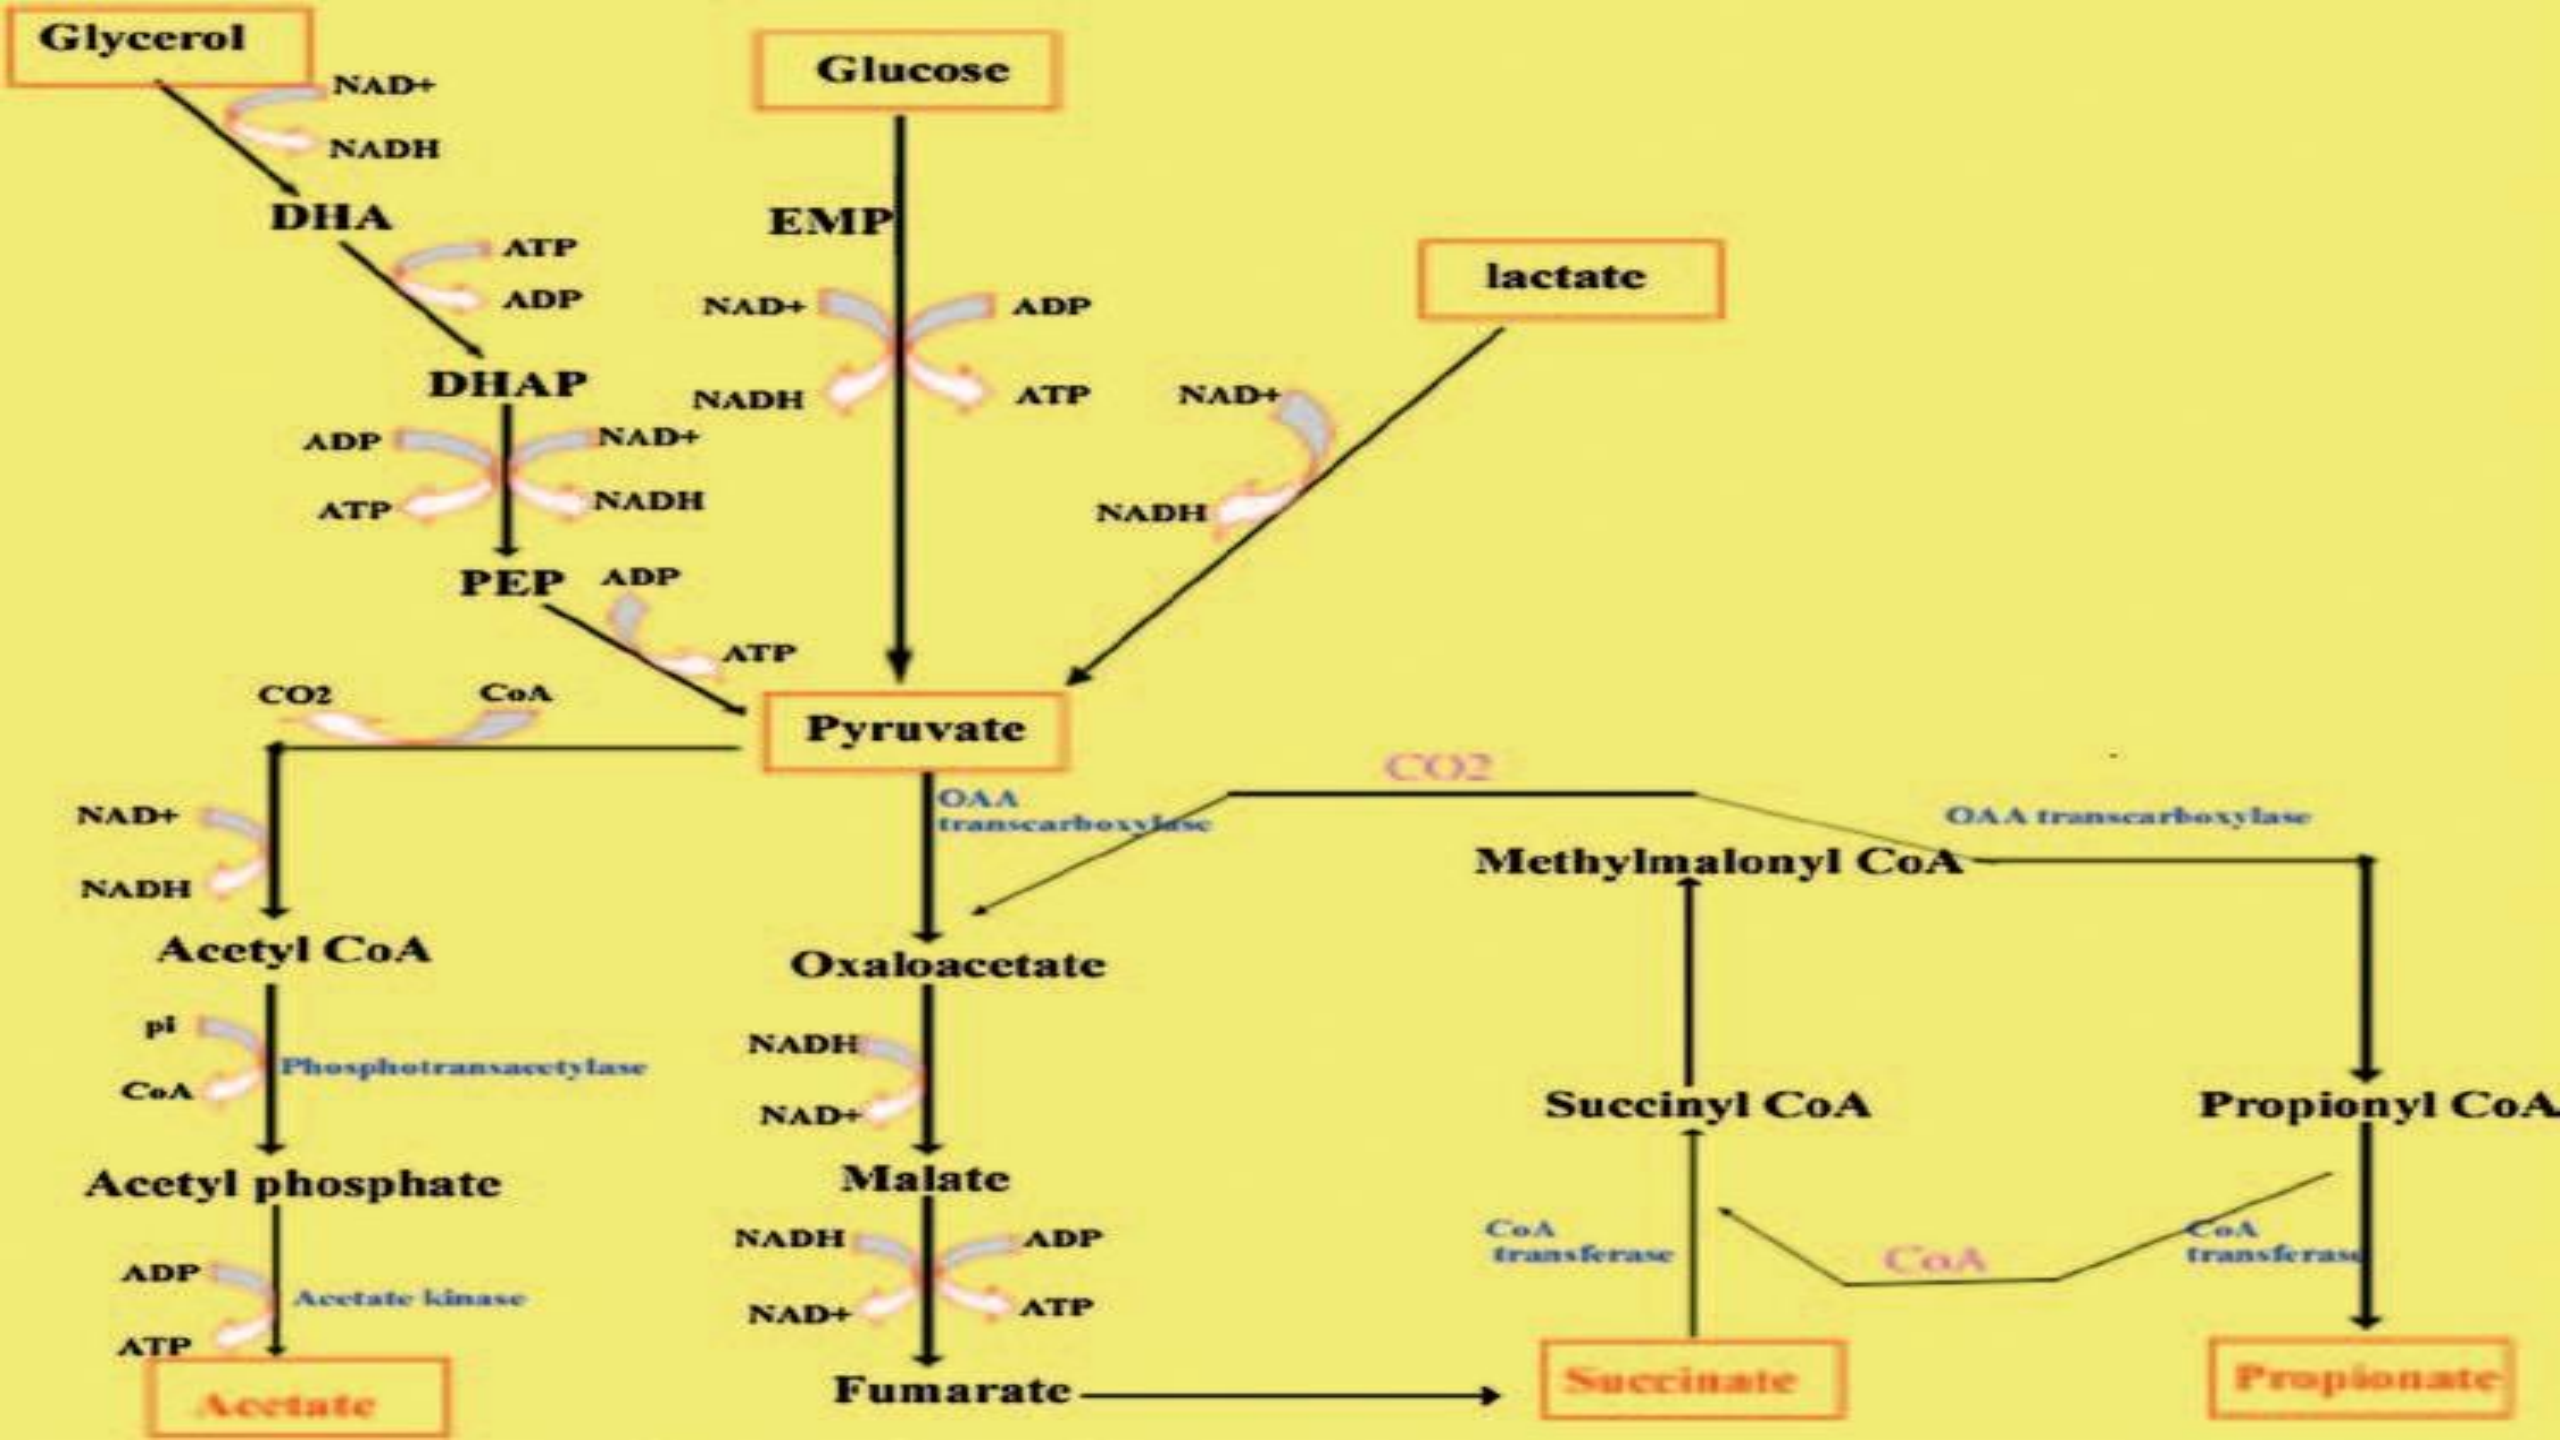 Glycerol
NAD+
NADH
DHA
ATP
ADP
DHAP
ADP
NAD+
ATP
NADH
PEP
ADP
ATP
Glucose
EMP
NAD+
ADP
NADH
ATP
lactate
NAD+
NADH
CO2
CoA
Pyruvate
NAD+
NADH
Acetyl CoA
pi
Phosphotransacetylase
CoA
Acetyl phosphate
ADP
Acetate kinase
ATP
Acetate
OAA
transcarboxylase
Oxaloacetate
NADH
NAD+
Malate
NADH
ADP
NAD+
ATP
Fumarate
CO2
OAA transcarboxylase
Methylmalonyl CoA
Succinyl CoA
Propionyl CoA
CoA
transferase
CoA
CoA
transferase
Succinate
Propionate